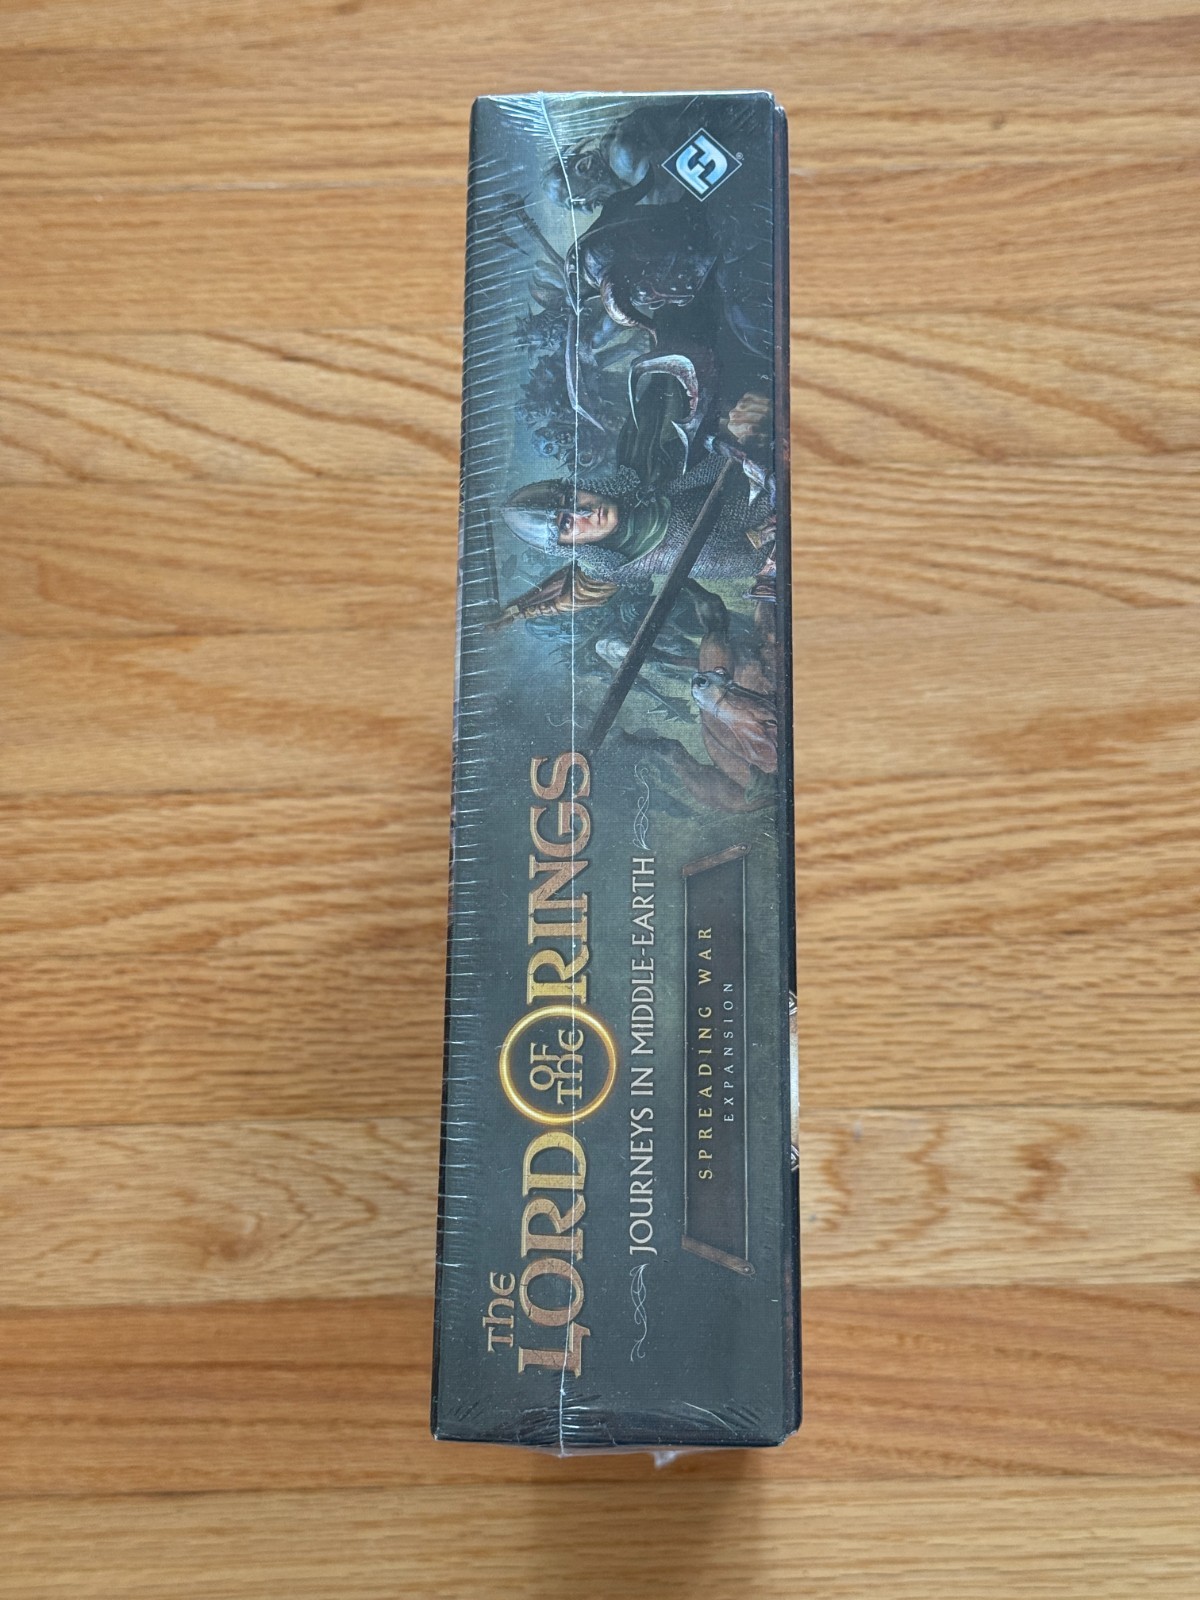 The
LORD OF The RINGS
JOURNEYS IN MIDDLE-EARTH
SPREADING WAR
EXPANSION